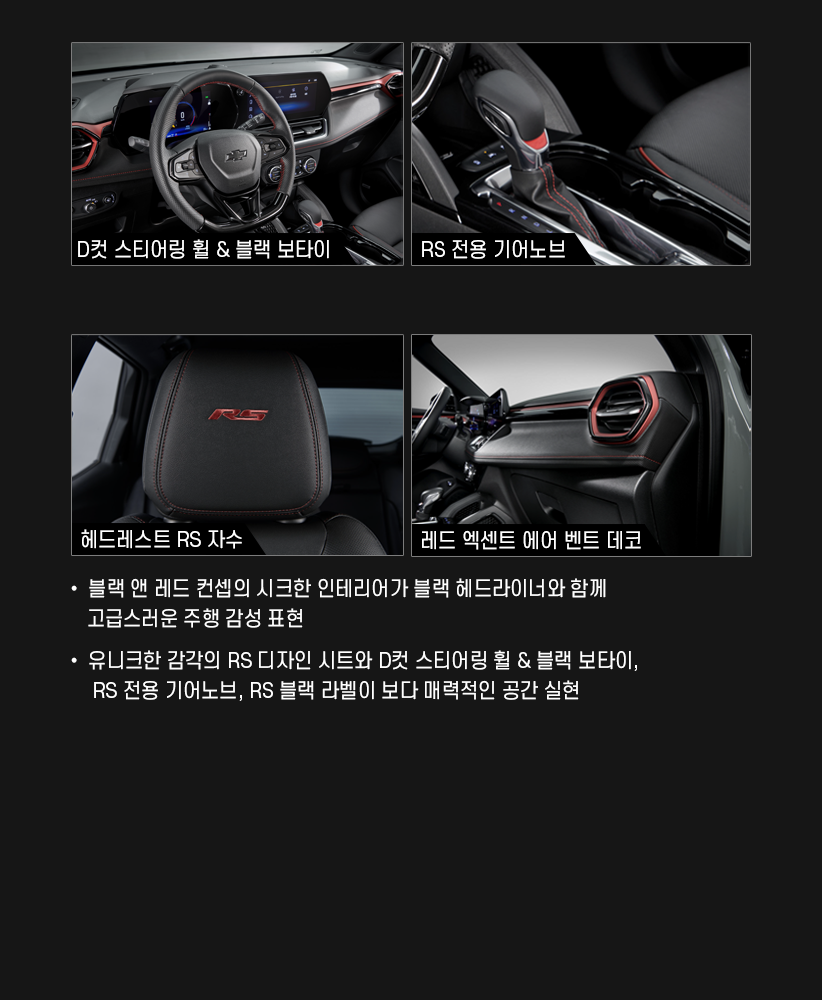 D컷 스티어링 휠 & 블랙 보타이
RS 전용 기어노브
RS
헤드레스트 RS 자수
레드 엑센트 에어 벤트 데코
• 블랙 앤 레드 컨셉의 시크한 인테리어가 블랙 헤드라이너와 함께
고급스러운 주행 감성 표현
• 유니크한 감각의 RS 디자인 시트와 D컷 스티어링 휠 & 블랙 보타이,
RS 전용 기어노브, RS 블랙 라벨이 보다 매력적인 공간 실현